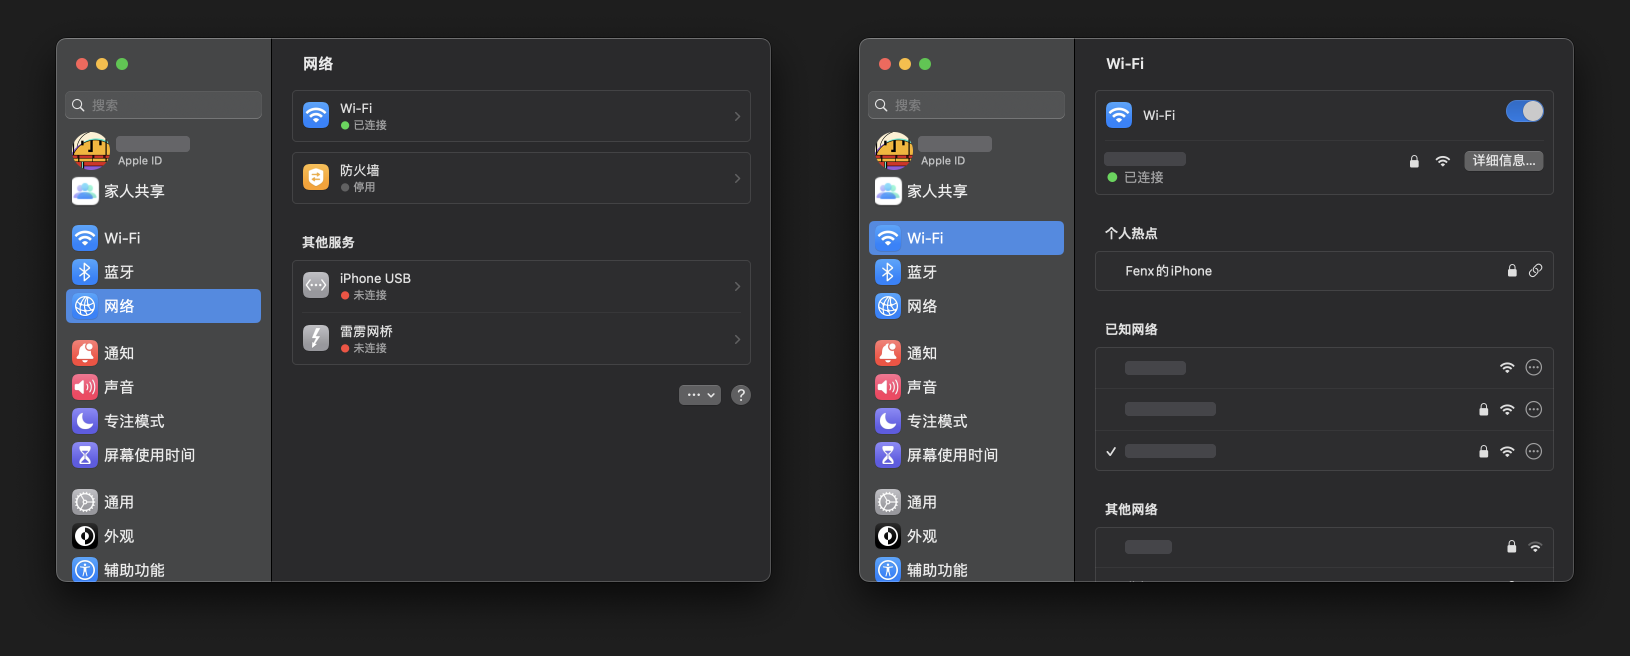 搜索
Apple ID
家人共享
Wi-Fi
蓝牙
网络
通知
声音
专注模式
屏幕使用时间
通用
外观
辅助功能
网络
Wi-Fi
已连接
防火墙
停用
其他服务
iPhone USB
未连接
雷雳网桥
未连接
?
搜索
Apple ID
家人共享
Wi-Fi
蓝牙
网络
通知
声音
专注模式
屏幕使用时间
通用
外观
辅助功能
Wi-Fi
Wi-Fi
已连接
详细信息...
个人热点
Fenx的iPhone
已知网络
其他网络